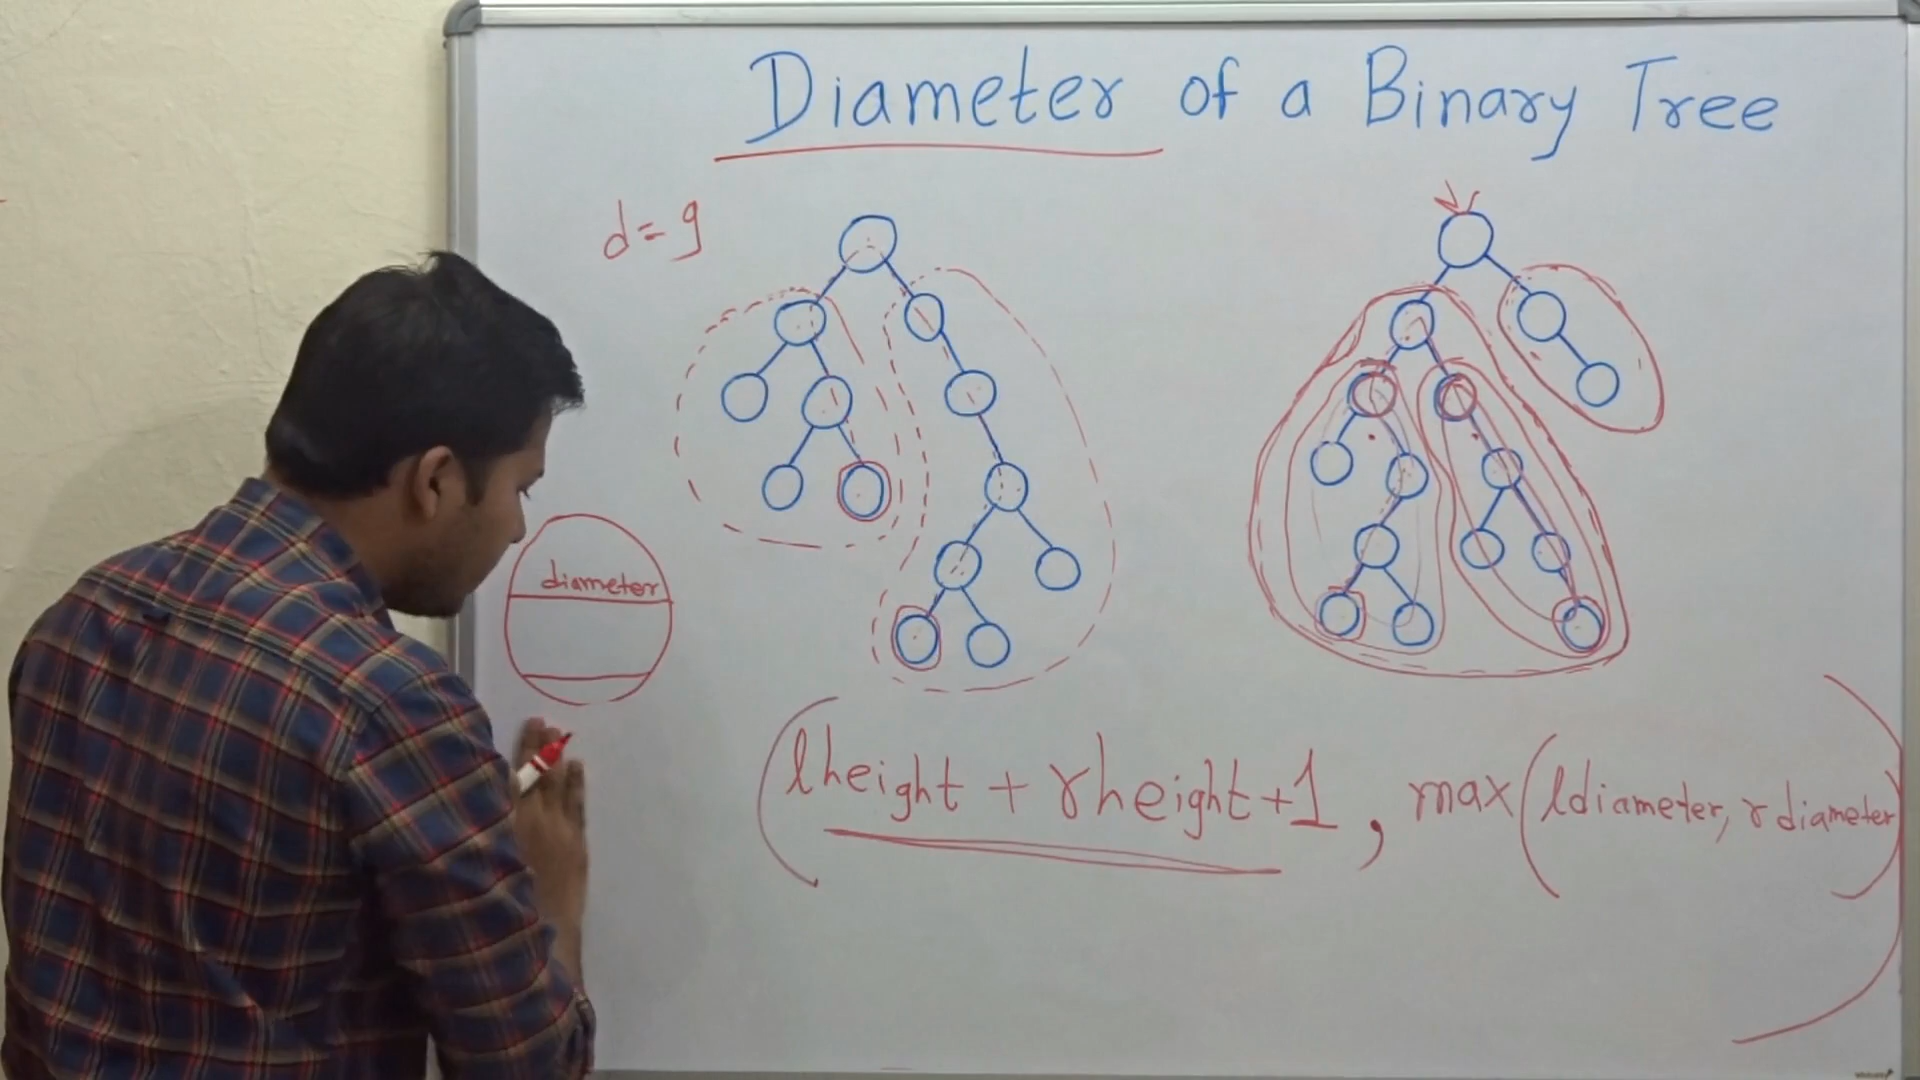 Diameter of a Binary Tree
d = 9
diameter
(lheight + rheight + 1, max(ldiameter, rdiameter))